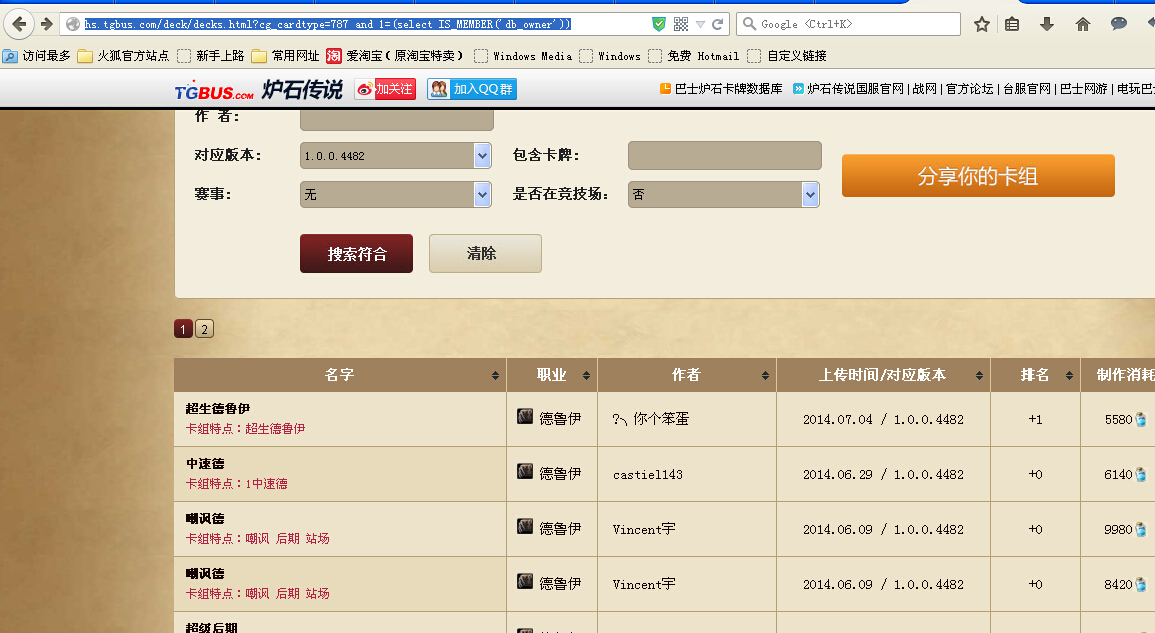 hs.tgbus.com/deck/decks.html?cg_cardtype=787 and 1=(select IS_MEMBER('db_owner'))
Google <Ctrl+K>
访问最多 火狐官方站点 新手上路 常用网址 淘 爱淘宝(原淘宝特卖) Windows Media Windows 免费 Hotmail 自定义链接
TGBUS.COM 炉石传说 加关注 加入QQ群 巴士炉石卡牌数据库 炉石传说国服官网 | 战网 | 官方论坛 | 台服官网 | 巴士网游 | 电玩巴
作 者:
对应版本: 1.0.0.4482 包含卡牌:
分享你的卡组
赛事: 无 是否在竞技场: 否
搜索符合 清除
1 2
名字 职业 作者 上传时间/对应版本 排名 制作消耗
超生德鲁伊
卡组特点:超生德鲁伊
德鲁伊 ?乀 你个笨蛋 2014.07.04 / 1.0.0.4482 +1 5580
中速德
卡组特点:1中速德
德鲁伊 castiel143 2014.06.29 / 1.0.0.4482 +0 6140
嘲讽德
卡组特点:嘲讽 后期 站场
德鲁伊 Vincent宇 2014.06.09 / 1.0.0.4482 +0 9980
嘲讽德
卡组特点:嘲讽 后期 站场
德鲁伊 Vincent宇 2014.06.09 / 1.0.0.4482 +0 8420
超级后期